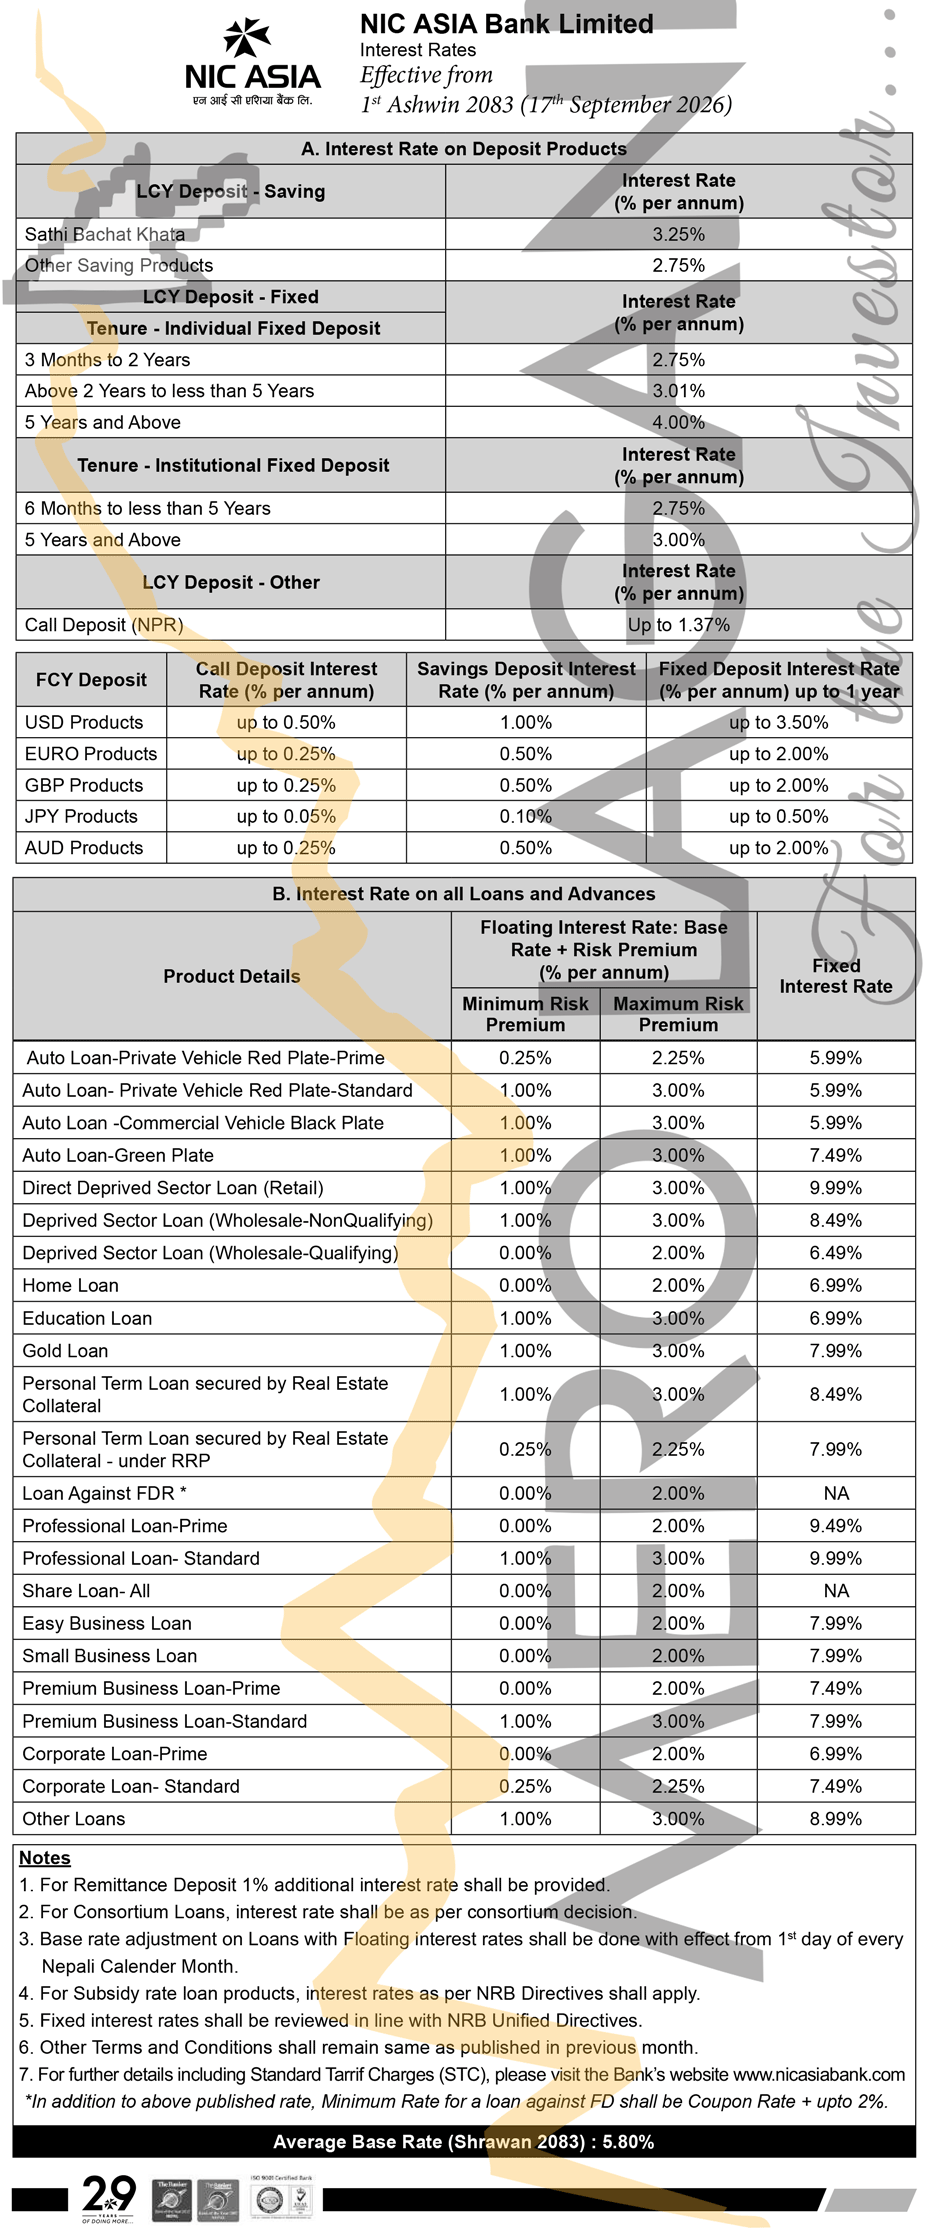 NIC ASIA
एन आई सी एशिया बैंक लि.
NIC ASIA Bank Limited
Interest Rates
Effective from
1st Ashwin 2083 (17th September 2026)
A. Interest Rate on Deposit Products
LCY Deposit - Saving Interest Rate (% per annum)
Sathi Bachat Khata 3.25%
Other Saving Products 2.75%
LCY Deposit - Fixed Interest Rate (% per annum)
Tenure - Individual Fixed Deposit
3 Months to 2 Years 2.75%
Above 2 Years to less than 5 Years 3.01%
5 Years and Above 4.00%
Tenure - Institutional Fixed Deposit Interest Rate (% per annum)
6 Months to less than 5 Years 2.75%
5 Years and Above 3.00%
LCY Deposit - Other Interest Rate (% per annum)
Call Deposit (NPR) Up to 1.37%
FCY Deposit Call Deposit Interest Rate (% per annum) Savings Deposit Interest Rate (% per annum) Fixed Deposit Interest Rate (% per annum) up to 1 year
USD Products up to 0.50% 1.00% up to 3.50%
EURO Products up to 0.25% 0.50% up to 2.00%
GBP Products up to 0.25% 0.50% up to 2.00%
JPY Products up to 0.05% 0.10% up to 0.50%
AUD Products up to 0.25% 0.50% up to 2.00%
B. Interest Rate on all Loans and Advances
Product Details Floating Interest Rate: Base Rate + Risk Premium (% per annum) Fixed Interest Rate
Minimum Risk Premium Maximum Risk Premium
Auto Loan-Private Vehicle Red Plate-Prime 0.25% 2.25% 5.99%
Auto Loan- Private Vehicle Red Plate-Standard 1.00% 3.00% 5.99%
Auto Loan -Commercial Vehicle Black Plate 1.00% 3.00% 5.99%
Auto Loan-Green Plate 1.00% 3.00% 7.49%
Direct Deprived Sector Loan (Retail) 1.00% 3.00% 9.99%
Deprived Sector Loan (Wholesale-NonQualifying) 1.00% 3.00% 8.49%
Deprived Sector Loan (Wholesale-Qualifying) 0.00% 2.00% 6.49%
Home Loan 0.00% 2.00% 6.99%
Education Loan 1.00% 3.00% 6.99%
Gold Loan 1.00% 3.00% 7.99%
Personal Term Loan secured by Real Estate Collateral 1.00% 3.00% 8.49%
Personal Term Loan secured by Real Estate Collateral - under RRP 0.25% 2.25% 7.99%
Loan Against FDR * 0.00% 2.00% NA
Professional Loan-Prime 0.00% 2.00% 9.49%
Professional Loan- Standard 1.00% 3.00% 9.99%
Share Loan- All 0.00% 2.00% NA
Easy Business Loan 0.00% 2.00% 7.99%
Small Business Loan 0.00% 2.00% 7.99%
Premium Business Loan-Prime 0.00% 2.00% 7.49%
Premium Business Loan-Standard 1.00% 3.00% 7.99%
Corporate Loan-Prime 0.00% 2.00% 6.99%
Corporate Loan- Standard 0.25% 2.25% 7.49%
Other Loans 1.00% 3.00% 8.99%
Notes
1. For Remittance Deposit 1% additional interest rate shall be provided.
2. For Consortium Loans, interest rate shall be as per consortium decision.
3. Base rate adjustment on Loans with Floating interest rates shall be done with effect from 1st day of every
Nepali Calender Month.
4. For Subsidy rate loan products, interest rates as per NRB Directives shall apply.
5. Fixed interest rates shall be reviewed in line with NRB Unified Directives.
6. Other Terms and Conditions shall remain same as published in previous month.
7. For further details including Standard Tarrif Charges (STC), please visit the Bank's website www.nicasiabank.com
*In addition to above published rate, Minimum Rate for a loan against FD shall be Coupon Rate + upto 2%.
Average Base Rate (Shrawan 2083) : 5.80%
29
YEARS
OF DOING MORE...
The Banker
The Banker
ISO 9001 Certified Bank
MERO LAGANI
For the Investor...